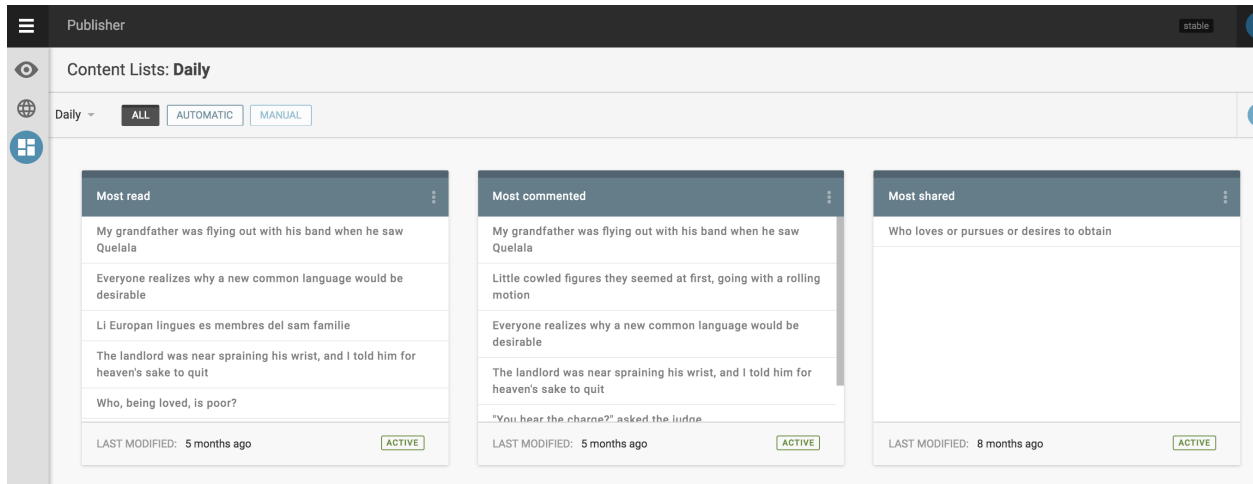 Publisher
stable
Content Lists: Daily
Daily
ALL
AUTOMATIC
MANUAL
Most read
My grandfather was flying out with his band when he saw
Quelala
Everyone realizes why a new common language would be
desirable
Li Europan lingues es membres del sam familie
The landlord was near spraining his wrist, and I told him for
heaven's sake to quit
Who, being loved, is poor?
LAST MODIFIED: 5 months ago
ACTIVE
Most commented
My grandfather was flying out with his band when he saw
Quelala
Little cowled figures they seemed at first, going with a rolling
motion
Everyone realizes why a new common language would be
desirable
The landlord was near spraining his wrist, and I told him for
heaven's sake to quit
"You hear the charge?" asked the judge
LAST MODIFIED: 5 months ago
ACTIVE
Most shared
Who loves or pursues or desires to obtain
LAST MODIFIED: 8 months ago
ACTIVE